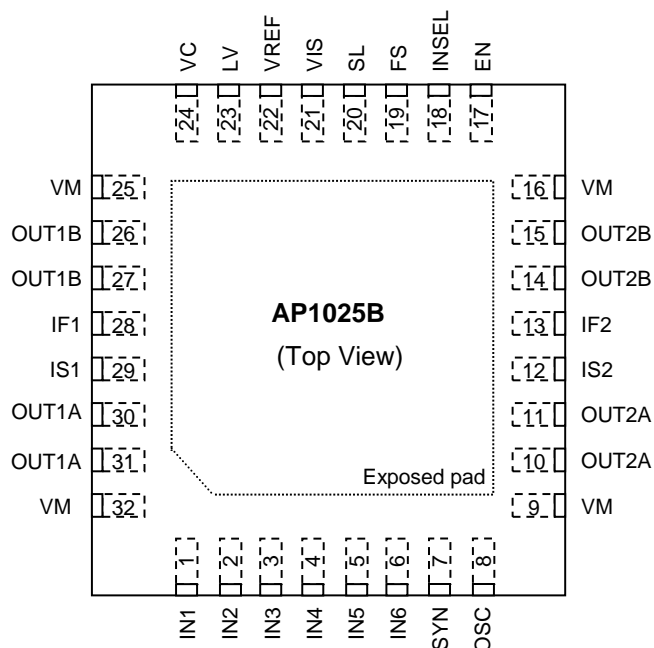 VC LV VREF VIS SL FS INSEL EN
24 23 22 21 20 19 18 17
VM 25 16 VM
OUT1B 26 15 OUT2B
OUT1B 27 14 OUT2B
IF1 28 13 IF2
IS1 29 12 IS2
OUT1A 30 11 OUT2A
OUT1A 31 10 OUT2A
VM 32 9 VM
AP1025B
(Top View)
Exposed pad
1 2 3 4 5 6 7 8
IN1 IN2 IN3 IN4 IN5 IN6 SYN OSC